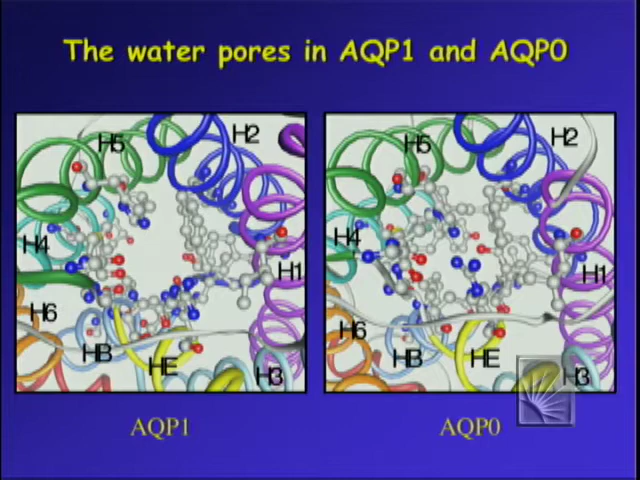 The water pores in AQP1 and AQP0
H5
H2
H4
H1
H6
HB
HE
H3
H5
H2
H4
H1
H6
HB
HE
H3
AQP1
AQP0